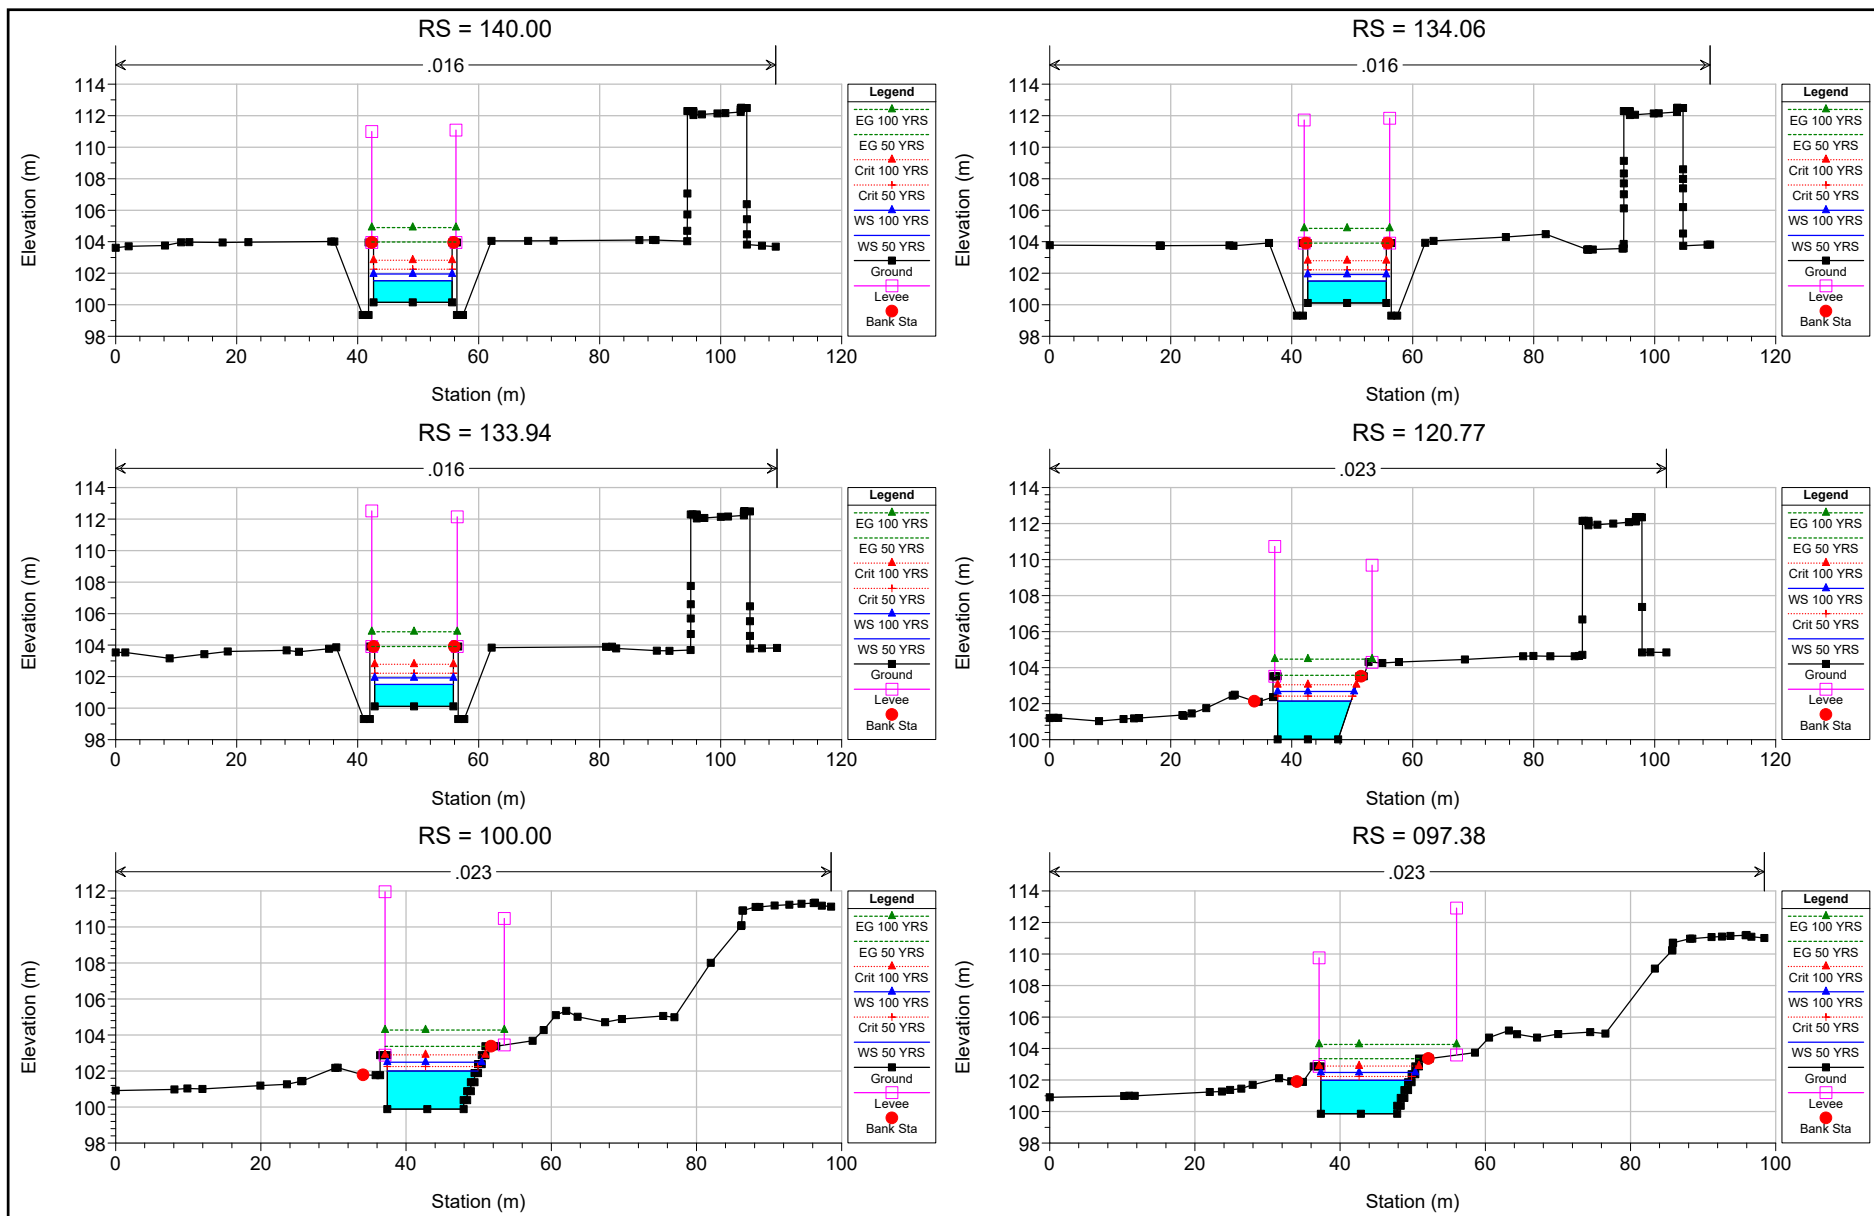 RS = 140.00
.016
Elevation (m)
114
112
110
108
106
104
102
100
98
0 20 40 60 80 100 120
Station (m)
Legend
EG 100 YRS
EG 50 YRS
Crit 100 YRS
Crit 50 YRS
WS 100 YRS
WS 50 YRS
Ground
Levee
Bank Sta
RS = 134.06
.016
Elevation (m)
114
112
110
108
106
104
102
100
98
0 20 40 60 80 100 120
Station (m)
Legend
EG 100 YRS
EG 50 YRS
Crit 100 YRS
Crit 50 YRS
WS 100 YRS
WS 50 YRS
Ground
Levee
Bank Sta
RS = 133.94
.016
Elevation (m)
114
112
110
108
106
104
102
100
98
0 20 40 60 80 100 120
Station (m)
Legend
EG 100 YRS
EG 50 YRS
Crit 100 YRS
Crit 50 YRS
WS 100 YRS
WS 50 YRS
Ground
Levee
Bank Sta
RS = 120.77
.023
Elevation (m)
114
112
110
108
106
104
102
100
0 20 40 60 80 100 120
Station (m)
Legend
EG 100 YRS
EG 50 YRS
Crit 100 YRS
WS 100 YRS
Crit 50 YRS
WS 50 YRS
Ground
Levee
Bank Sta
RS = 100.00
.023
Elevation (m)
112
110
108
106
104
102
100
98
0 20 40 60 80 100
Station (m)
Legend
EG 100 YRS
EG 50 YRS
Crit 100 YRS
WS 100 YRS
Crit 50 YRS
WS 50 YRS
Ground
Levee
Bank Sta
RS = 097.38
.023
Elevation (m)
114
112
110
108
106
104
102
100
98
0 20 40 60 80 100
Station (m)
Legend
EG 100 YRS
EG 50 YRS
Crit 100 YRS
WS 100 YRS
Crit 50 YRS
WS 50 YRS
Ground
Levee
Bank Sta